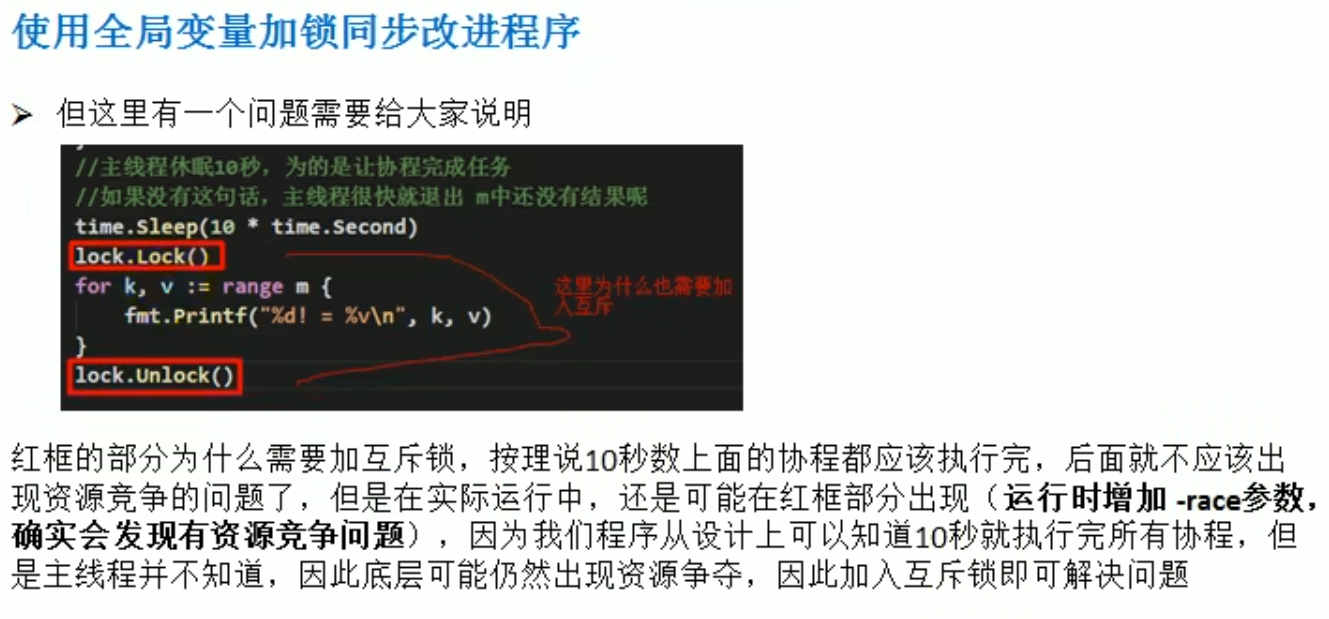 使用全局变量加锁同步改进程序
➢ 但这里有一个问题需要给大家说明
}
//主线程休眠10秒，为的是让协程完成任务
//如果没有这句话，主线程很快就退出 m中还没有结果呢
time.Sleep(10 * time.Second)
lock.Lock()
for k, v := range m {
fmt.Printf("%d! = %v\n", k, v)
}
lock.Unlock()
这里为什么也需要加
入互斥
红框的部分为什么需要加互斥锁，按理说10秒数上面的协程都应该执行完，后面就不应该出
现资源竞争的问题了，但是在实际运行中，还是可能在红框部分出现（运行时增加 -race参数，
确实会发现有资源竞争问题），因为我们程序从设计上可以知道10秒就执行完所有协程，但
是主线程并不知道，因此底层可能仍然出现资源争夺，因此加入互斥锁即可解决问题